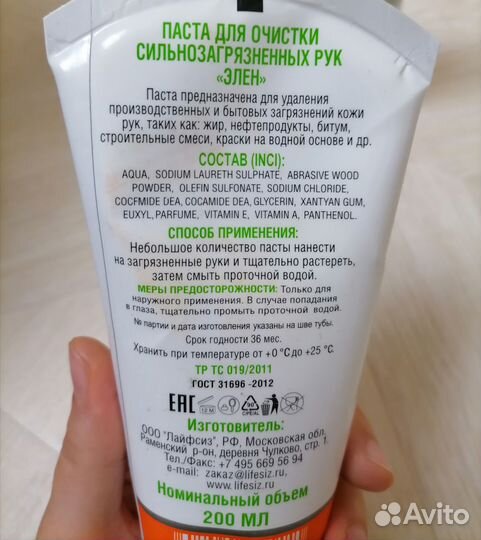 ПАСТА ДЛЯ ОЧИСТКИ
СИЛЬНОЗАГРЯЗНЕННЫХ РУК
«ЭЛЕН»
Паста предназначена для удаления
производственных и бытовых загрязнений кожи
рук, таких как: жир, нефтепродукты, битум,
строительные смеси, краски на водной основе и др.
СОСТАВ (INCI):
AQUA, SODIUM LAURETH SULPHATE, ABRASIVE WOOD
POWDER, OLEFIN SULFONATE, SODIUM CHLORIDE,
COCFMIDE DEA, COCAMIDE DEA, GLYCERIN, XANTYAN GUM,
EUXYL, PARFUME, VITAMIN E, VITAMIN A, PANTHENOL.
СПОСОБ ПРИМЕНЕНИЯ:
Небольшое количество пасты нанести
на загрязненные руки и тщательно растереть,
затем смыть проточной водой.
МЕРЫ ПРЕДОСТОРОЖНОСТИ: Только для
наружного применения. В случае попадания
в глаза, тщательно промыть проточной водой.
№ партии и дата изготовления указаны на шве тубы.
Срок годности 36 мес.
Хранить при температуре от +0 °C до +25 °C.
ТР ТС 019/2011
ГОСТ 31696 -2012
EAC 12 M 90
Изготовитель:
ООО "Лайфсиз", РФ, Московская обл,
Раменский р-он, деревня Чулково, стр. 1.
Тел./Факс: +7 495 669 56 94
e-mail: zakaz@lifesiz.ru,
www.lifesiz.ru
Номинальный объем
200 МЛ
Avito